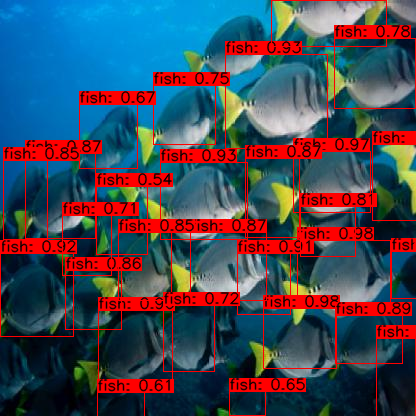 fish: 0.78
fish: 0.93
fish: 0.75
fish: 0.67
fish: 0.97
fish:
0.87
fish: 0.85
fish: 0.93
fish: 0.87
fish: 0.54
fish: 0.81
fish: 0.71
fish: 0.85
fish: 0.87
fish: 0.98
fish: 0.92
fish: 0.91
fish
fish: 0.86
fish: 0.72
fish: 0.98
fish: 0.89
fish:
fish: 0.61
fish: 0.65